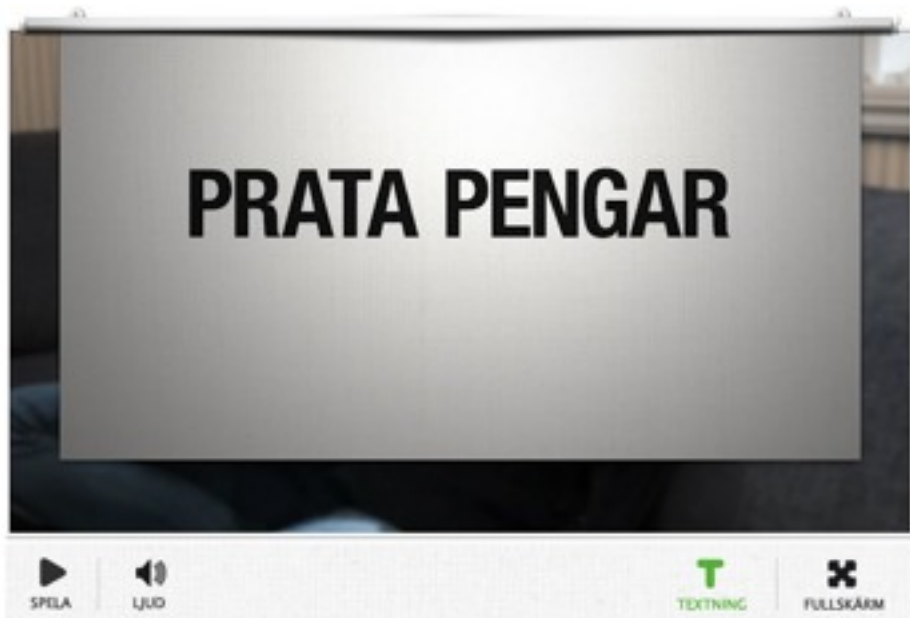 PRATA PENGAR
SPELA
LJUD
TEXTNING
FULLSKÄRM